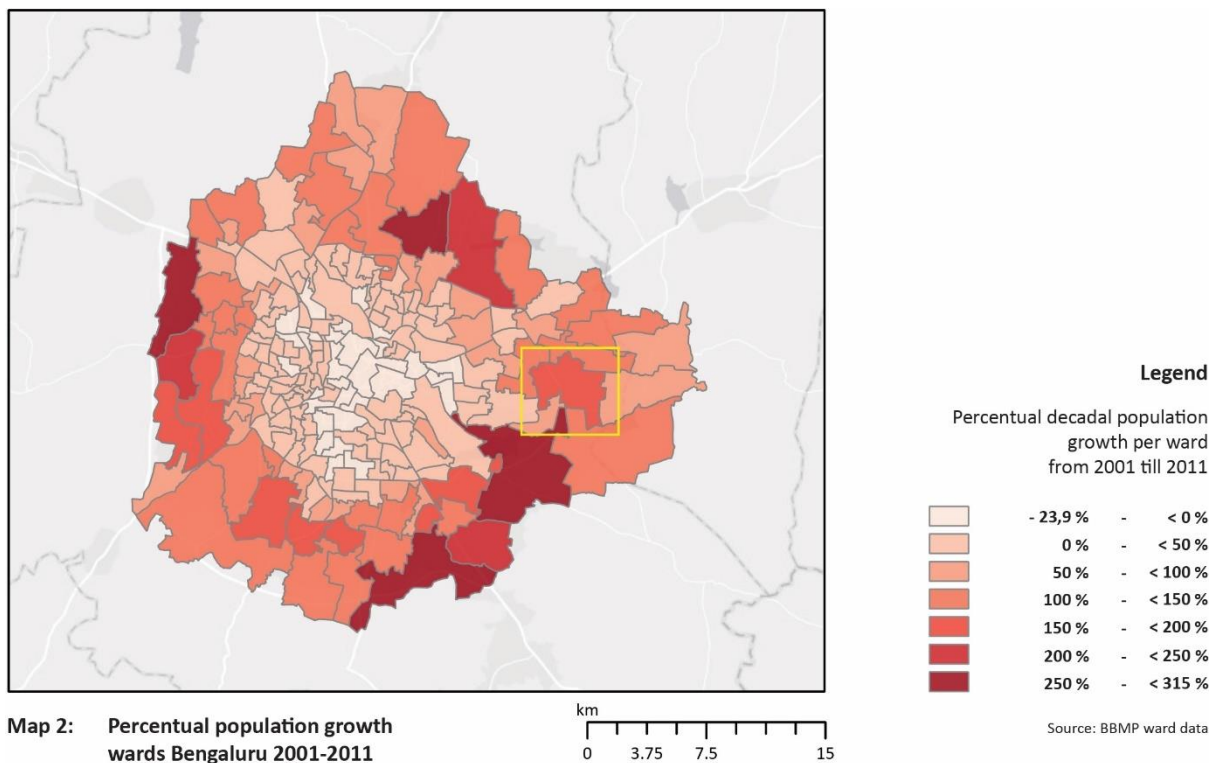 Legend
Percentual decadal population
growth per ward
from 2001 till 2011
- 23,9 % - < 0 %
0 % - < 50 %
50 % - < 100 %
100 % - < 150 %
150 % - < 200 %
200 % - < 250 %
250 % - < 315 %
Map 2: Percentual population growth
wards Bengaluru 2001-2011
km
0 3.75 7.5 15
Source: BBMP ward data